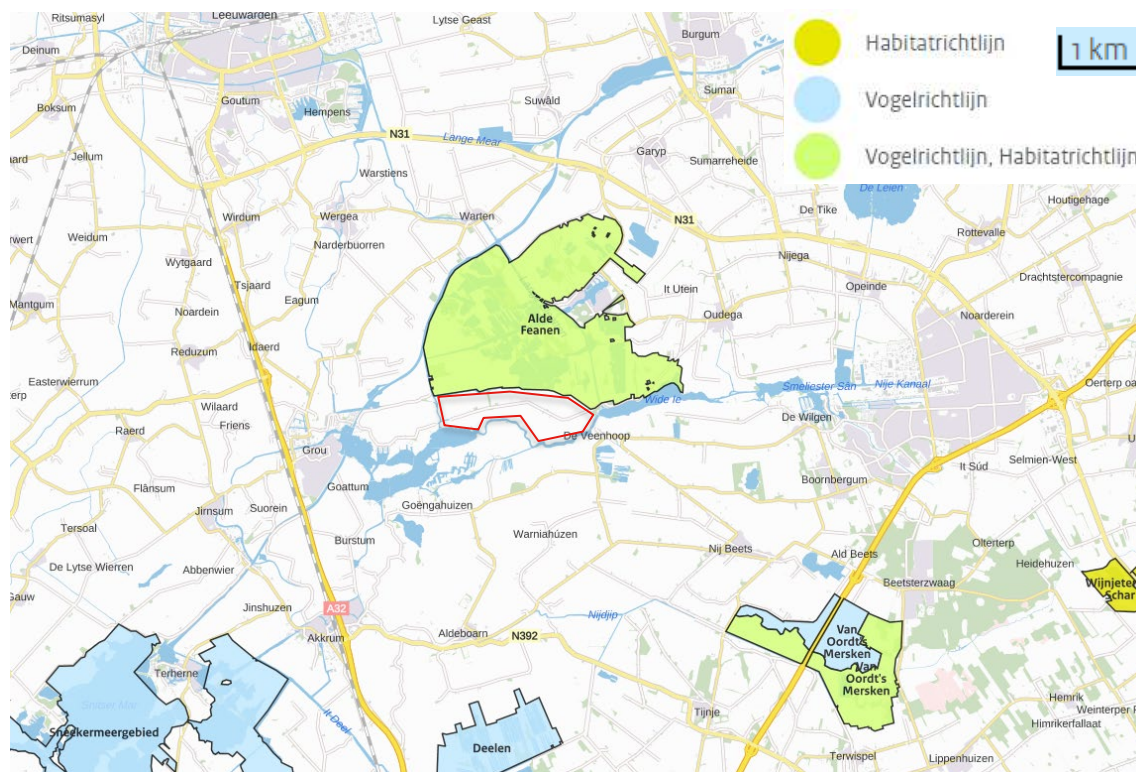 Ritsumasyl
Leeuwarden
Lytse Geast
Burgum
Habitatrichtlijn
1 km
Deinum
Boksum
Goutum
Hempens
Suwâld
Sumar
Vogelrichtlijn
N31
Lange Mear
Garyp
Sumarreheide
Vogelrichtlijn, Habitatrichtlijn
Jellum
Warstiens
De Leien
Weidum
Wirdum
Wergea
Warten
N31
De Tike
Houtigehage
Narderbuorren
Rottevalle
Wytgaard
Nijega
Mantgum
Tsjaard
Eagum
It Utein
Opeinde
Drachtstercompagnie
Noardein
Alde
Feanen
Oudega
Noarderein
Reduzum
Idaerd
Easterwierrum
Smeliester Sân
Nije Kanaal
Oerterp
Wide Ie
Wilaard
Friens
De Wilgen
Raerd
De Veenhoop
Grou
It Sûd
Selmien-West
Flânsum
Goattum
Boornbergum
Jirnsum
Suorein
Goëngahuizen
Tersoal
Burstum
Warniahúzen
Nij Beets
Ald Beets
Olterterp
Heidehuzen
De Lytse Wierren
Abbenwier
Beetsterzwaag
Wijnjeter
Schar
Gauw
Jinshuzen
A32
Nijdjip
Akkrum
Aldeboarn
N392
Van
Oordt's
Mersken
Van
Oordt's
Mersken
Terherne
Sneekermeergebied
It Deel
Deelen
Tijnje
Hemrik
Weinterper
Himrikerfallaat
Terwispel
Lippenhuizen